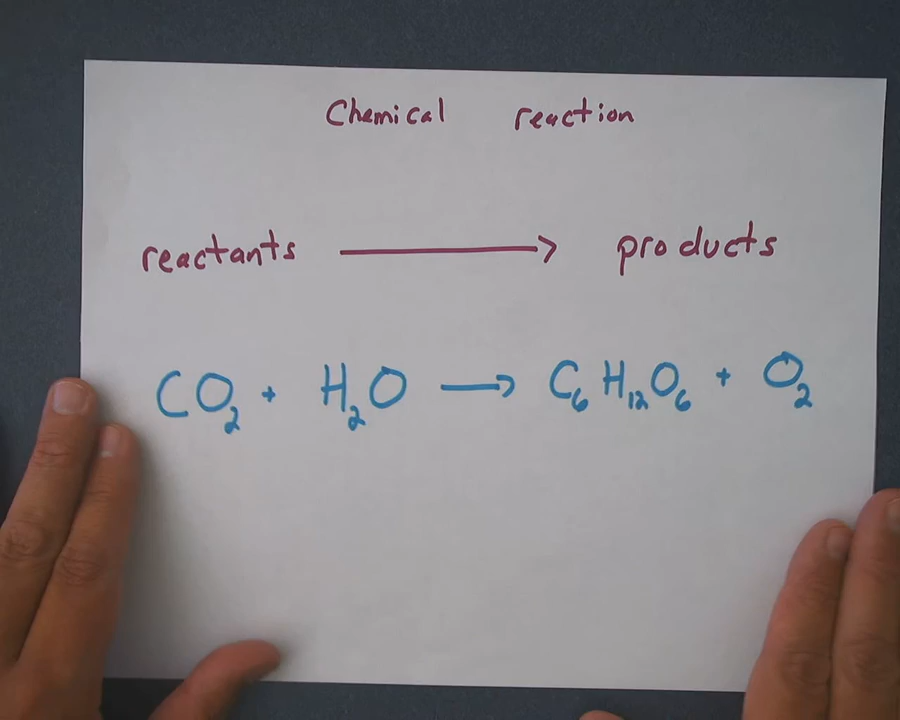 Chemical reaction
reactants ⟶ products
CO₂ + H₂O ⟶ C₆H₁₂O₆ + O₂